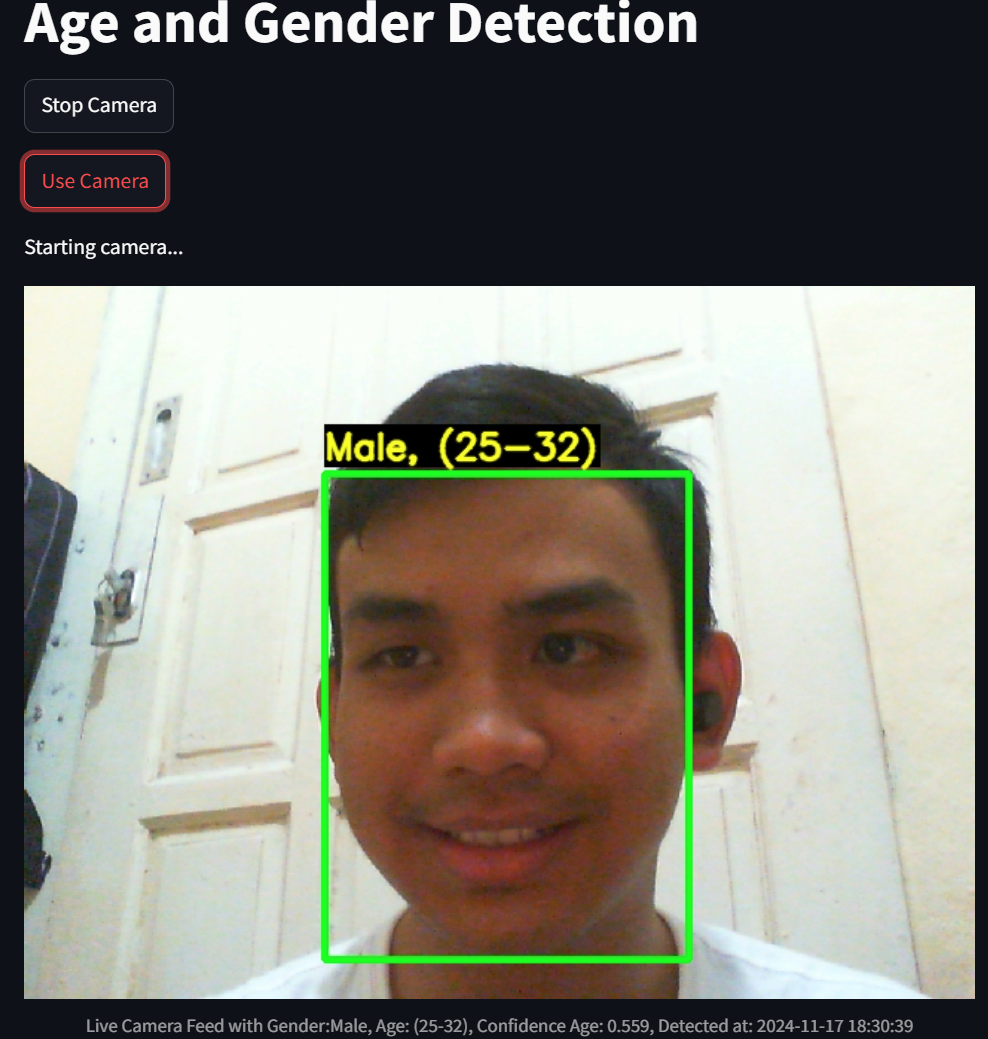 Age and Gender Detection
Stop Camera
Use Camera
Starting camera...
Male, (25-32)
Live Camera Feed with Gender:Male, Age: (25-32), Confidence Age: 0.559, Detected at: 2024-11-17 18:30:39